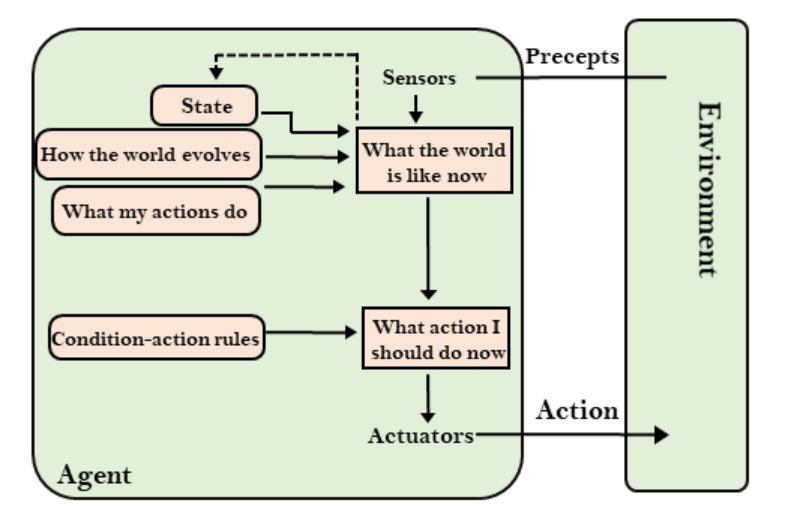 Precepts
Sensors
State
How the world evolves
What the world
is like now
What my actions do
Environment
Condition-action rules
What action I
should do now
Action
Actuators
Agent